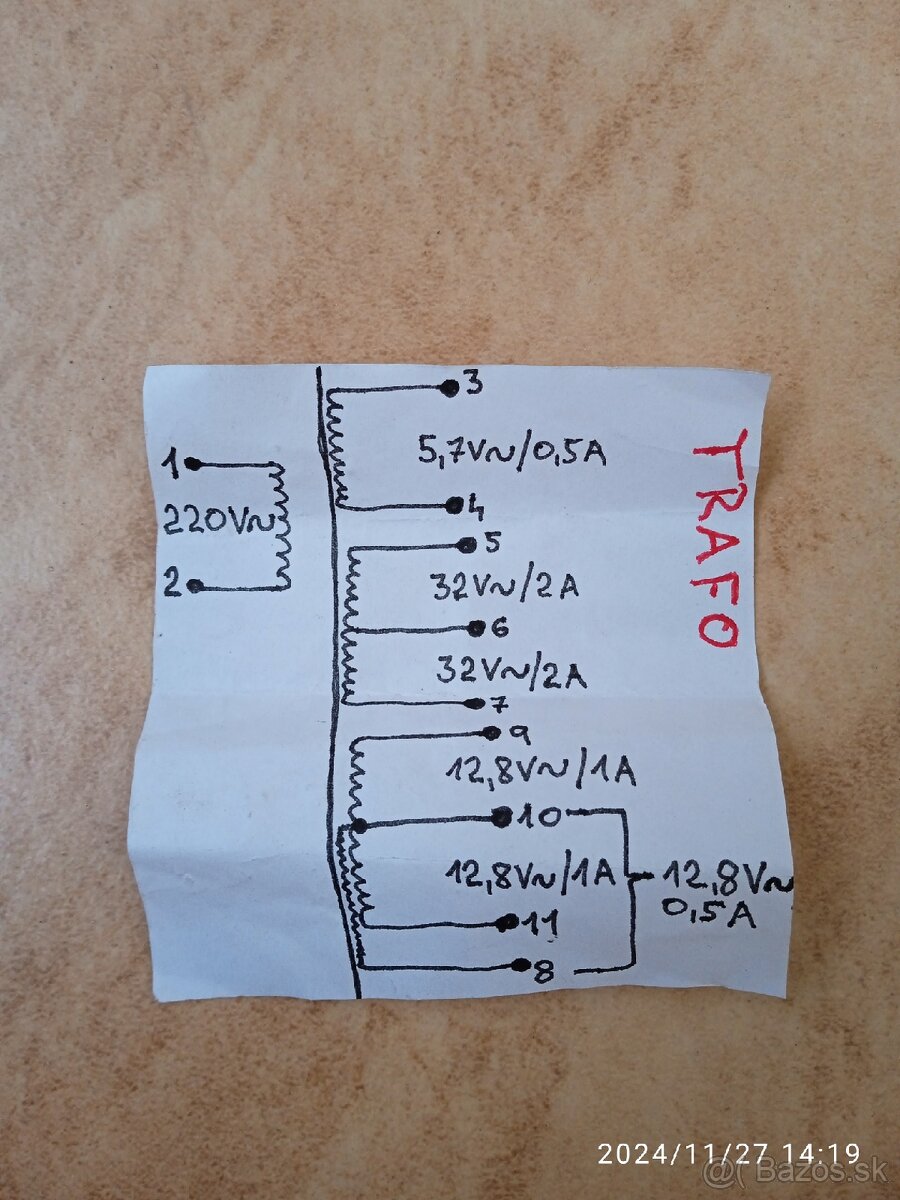 3
5,7V~/0,5A
1
220V~
4
5
2
32V~/2A
6
32V~/2A
7
9
12,8V~/1A
10
12,8V~/1A
12,8V~
0,5A
11
8
TRAFO
2024/11/27 14:19
@ Bazos.sk